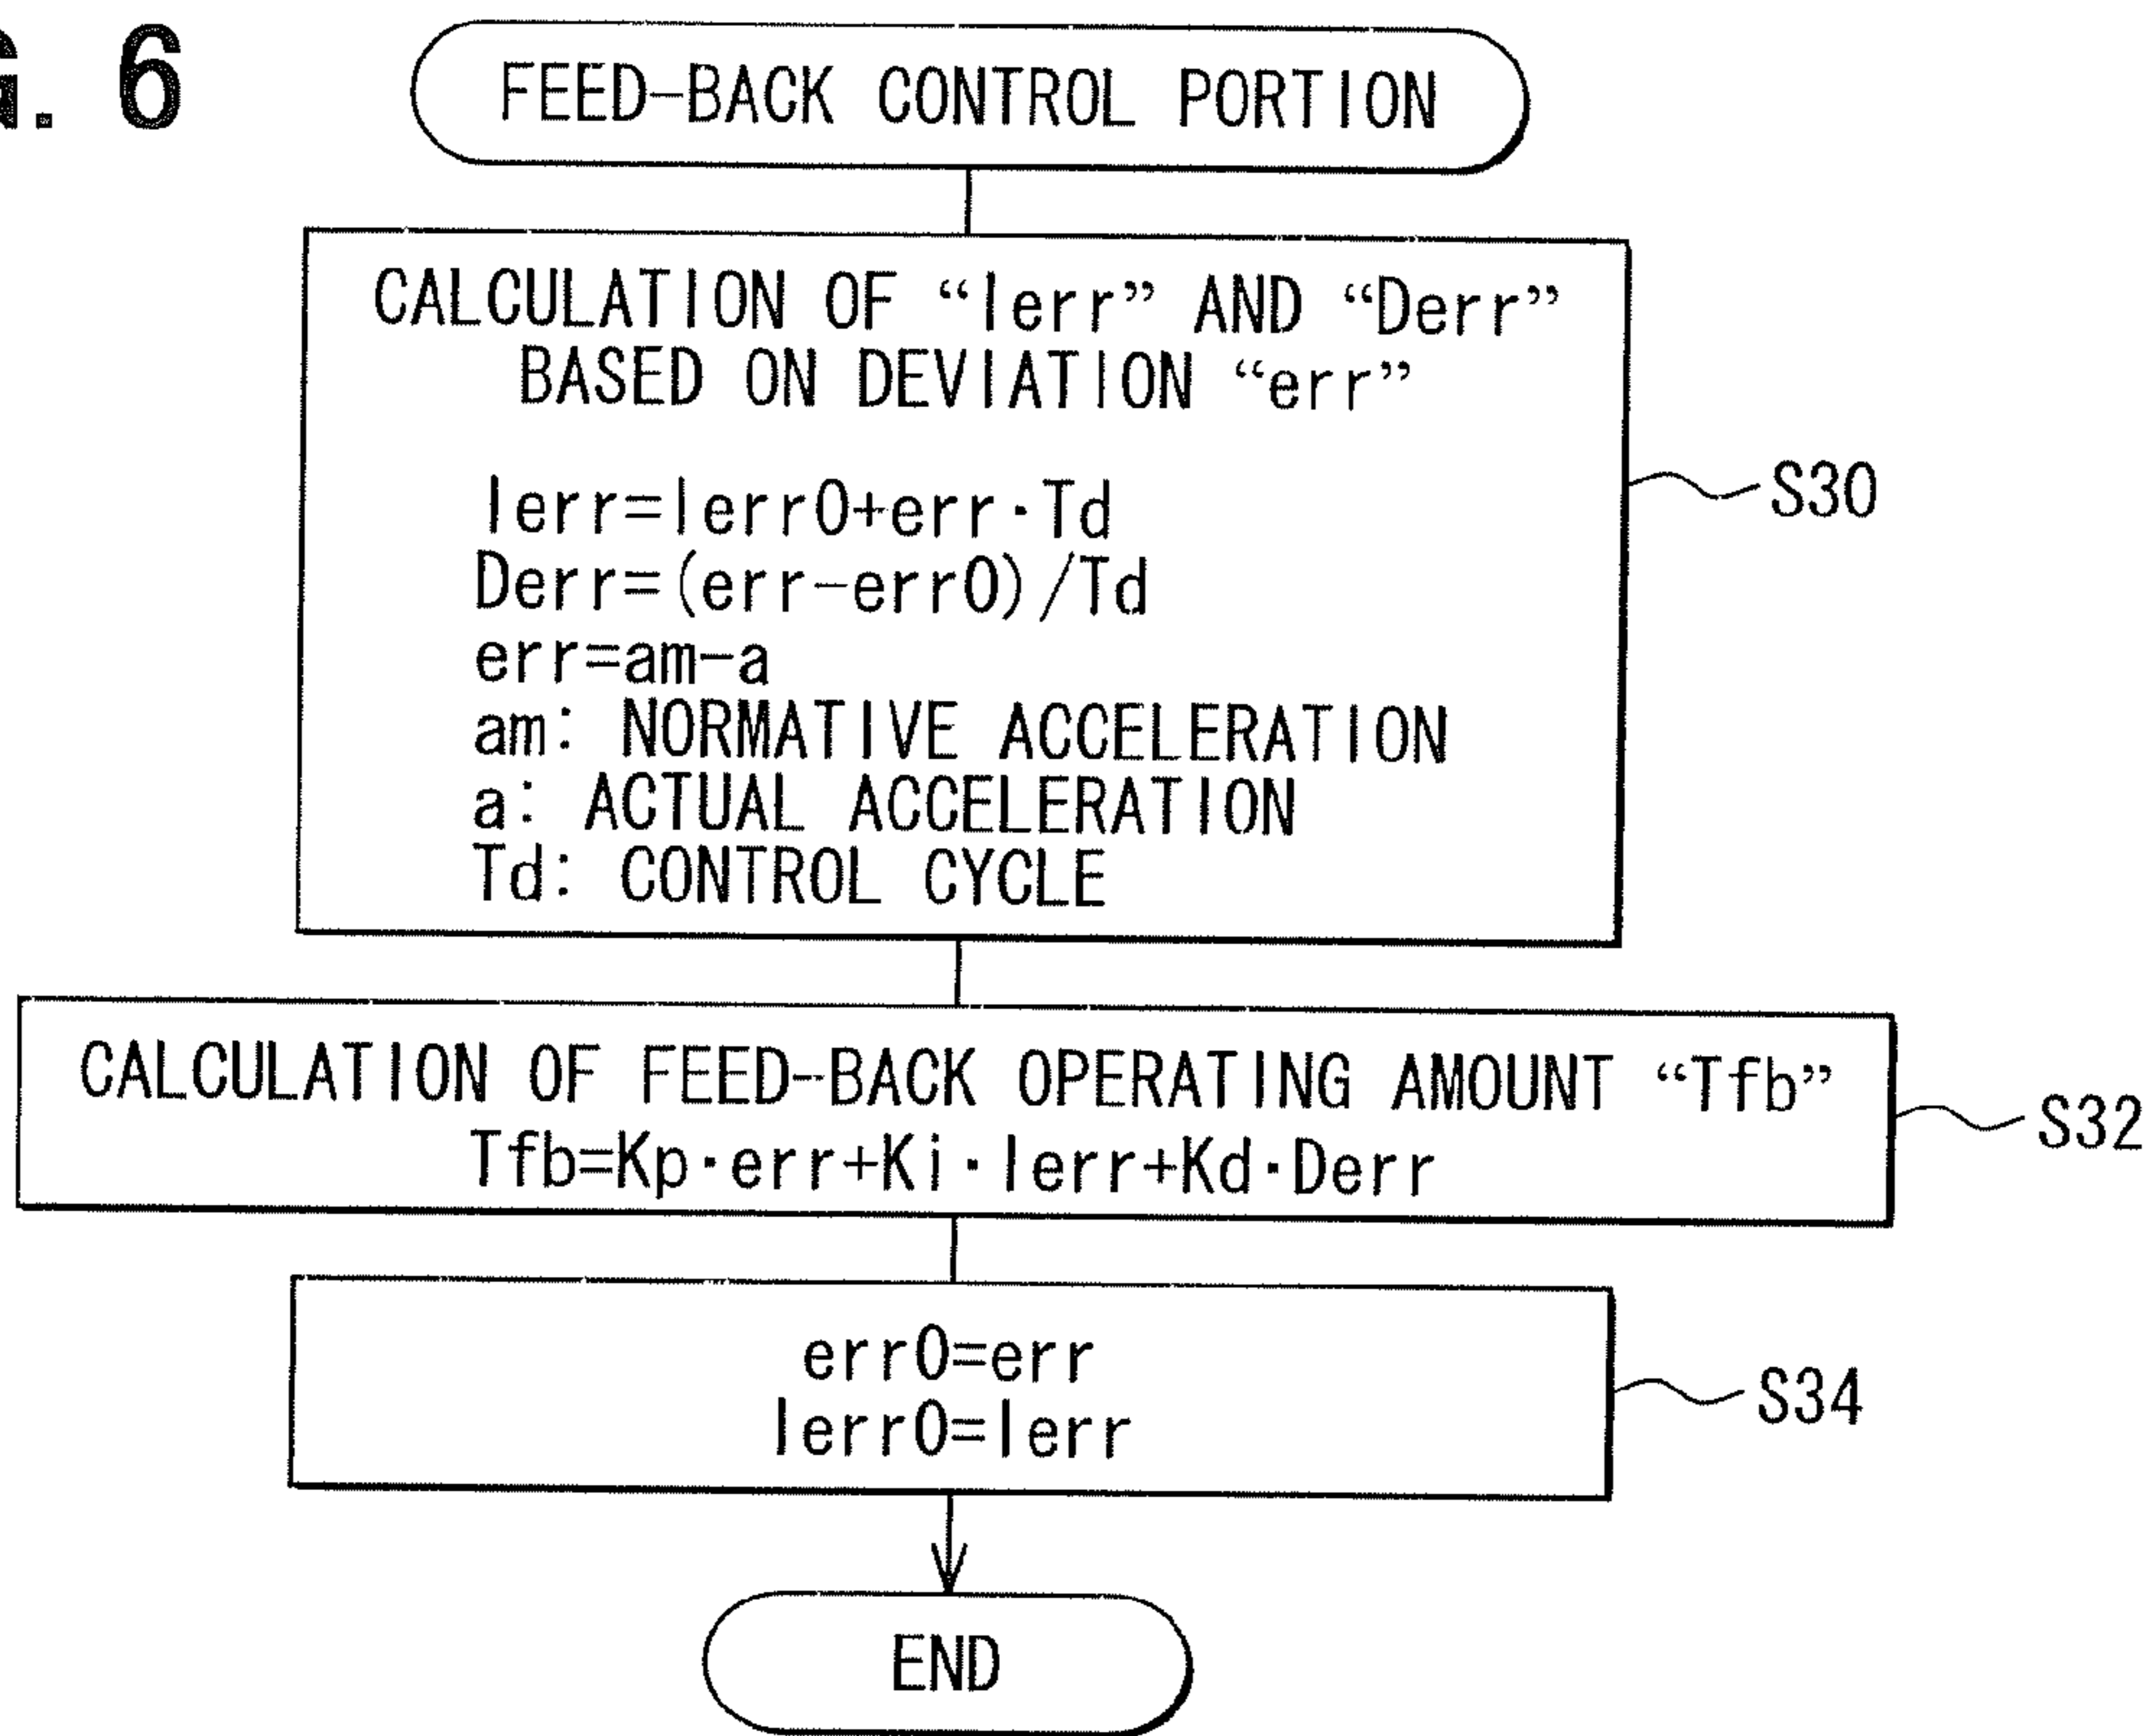 G. 6
FEED-BACK CONTROL PORTION
CALCULATION OF “Ierr” AND “Derr”
BASED ON DEVIATION “err”
Ierr=Ierr0+err·Td
Derr=(err-err0)/Td
err=am-a
am: NORMATIVE ACCELERATION
a: ACTUAL ACCELERATION
Td: CONTROL CYCLE
S30
CALCULATION OF FEED-BACK OPERATING AMOUNT “Tfb”
Tfb=Kp·err+Ki·Ierr+Kd·Derr
S32
err0=err
Ierr0=Ierr
S34
END